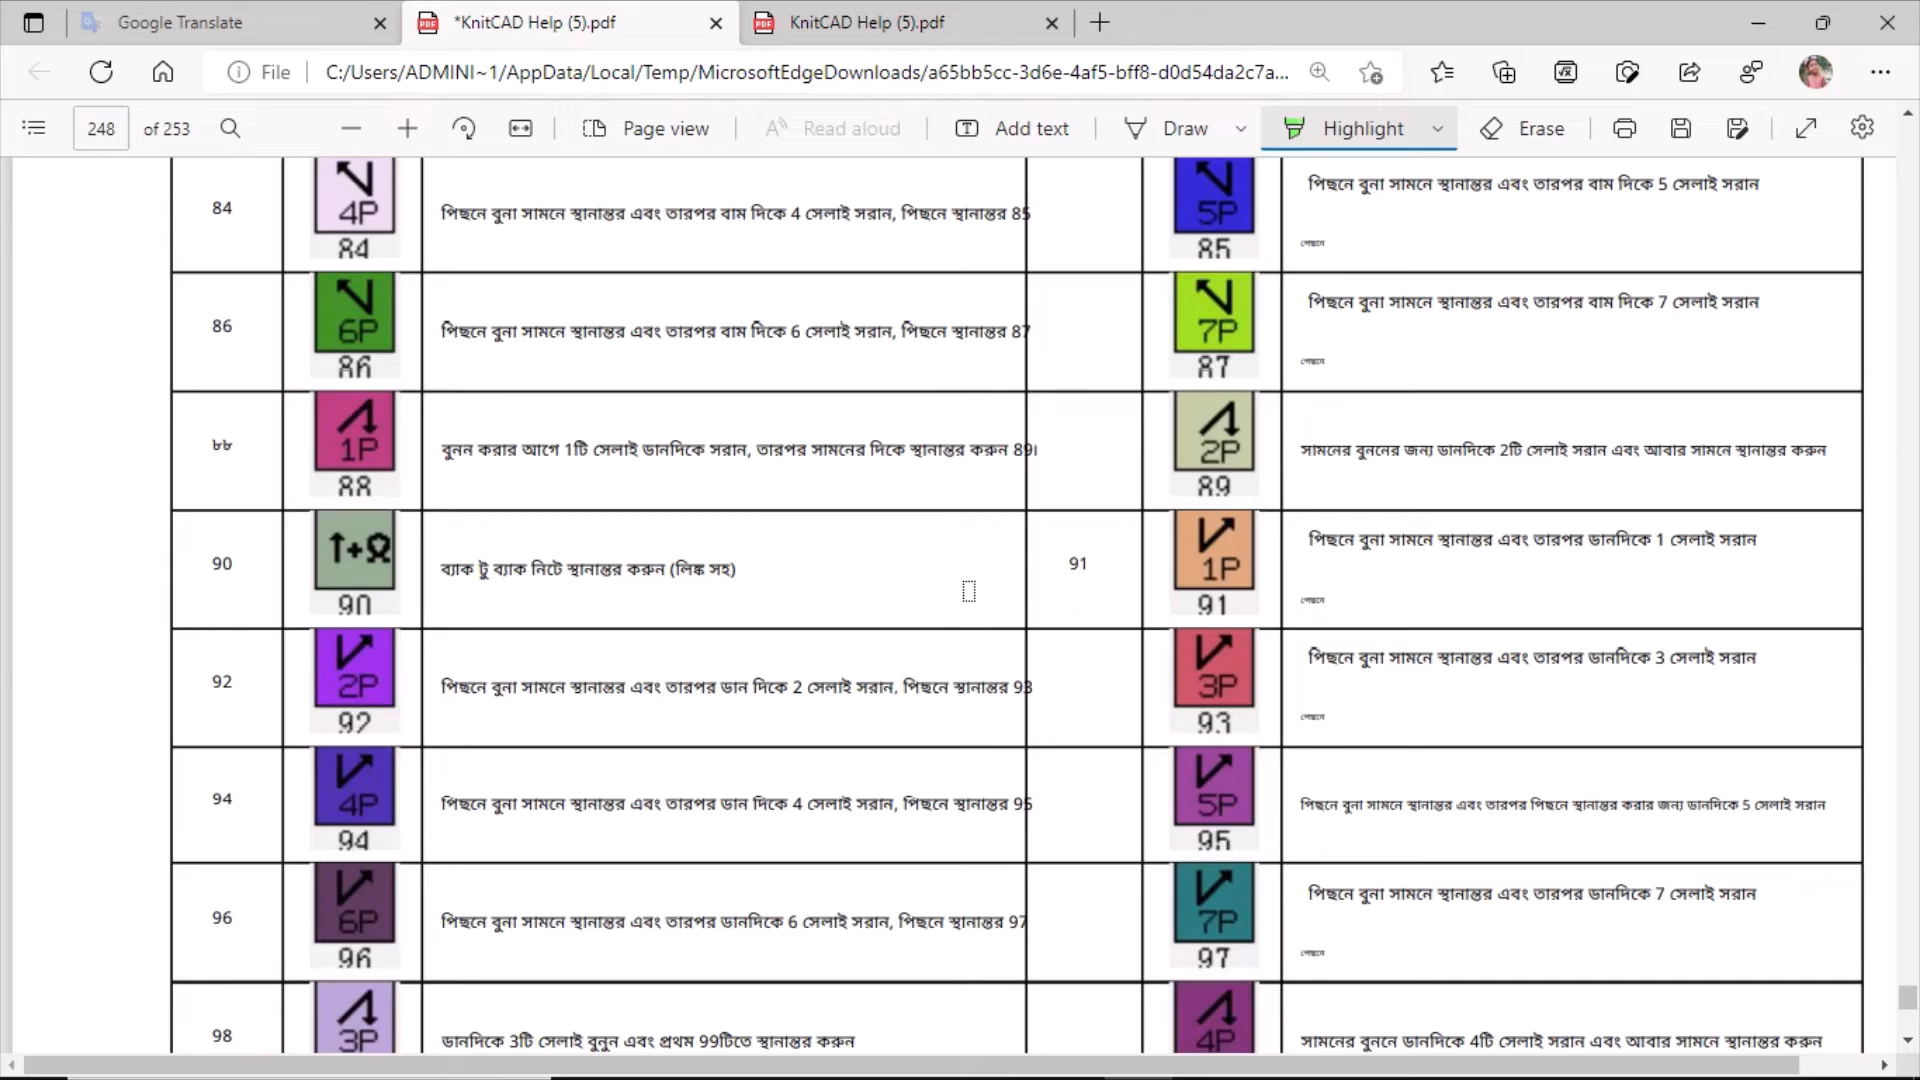 Google Translate
*KnitCAD Help (5).pdf
KnitCAD Help (5).pdf
File
C:/Users/ADMINI~1/AppData/Local/Temp/MicrosoftEdgeDownloads/a65bb5cc-3d6e-4af5-bff8-d0d54da2c7a...
248 of 253
Page view
Read aloud
Add text
Draw
Highlight
Erase
84
4P
84
পিছনে বুনা সামনে স্থানান্তর এবং তারপর বাম দিকে 4 সেলাই সরান, পিছনে স্থানান্তর 85
5P
85
পিছনে বুনা সামনে স্থানান্তর এবং তারপর বাম দিকে 5 সেলাই সরান
পেছনে
86
6P
86
পিছনে বুনা সামনে স্থানান্তর এবং তারপর বাম দিকে 6 সেলাই সরান, পিছনে স্থানান্তর 87
7P
87
পিছনে বুনা সামনে স্থানান্তর এবং তারপর বাম দিকে 7 সেলাই সরান
পেছনে
৮৮
1P
88
বুনন করার আগে 1টি সেলাই ডানদিকে সরান, তারপর সামনের দিকে স্থানান্তর করুন 89।
2P
89
সামনের বুননের জন্য ডানদিকে 2টি সেলাই সরান এবং আবার সামনে স্থানান্তর করুন
90
↑+Ω
90
ব্যাক টু ব্যাক নিটে স্থানান্তর করুন (লিঙ্ক সহ)
91
1P
91
পিছনে বুনা সামনে স্থানান্তর এবং তারপর ডানদিকে 1 সেলাই সরান
পেছনে
92
2P
92
পিছনে বুনা সামনে স্থানান্তর এবং তারপর ডান দিকে 2 সেলাই সরান, পিছনে স্থানান্তর 93
3P
93
পিছনে বুনা সামনে স্থানান্তর এবং তারপর ডানদিকে 3 সেলাই সরান
পেছনে
94
4P
94
পিছনে বুনা সামনে স্থানান্তর এবং তারপর ডান দিকে 4 সেলাই সরান, পিছনে স্থানান্তর 95
5P
95
পিছনে বুনা সামনে স্থানান্তর এবং তারপর পিছনে স্থানান্তর করার জন্য ডানদিকে 5 সেলাই সরান
96
6P
96
পিছনে বুনা সামনে স্থানান্তর এবং তারপর ডানদিকে 6 সেলাই সরান, পিছনে স্থানান্তর 97
7P
97
পিছনে বুনা সামনে স্থানান্তর এবং তারপর ডানদিকে 7 সেলাই সরান
পেছনে
98
3P
ডানদিকে 3টি সেলাই বুনুন এবং প্রথম 99টিতে স্থানান্তর করুন
4P
সামনের বুননে ডানদিকে 4টি সেলাই সরান এবং আবার সামনে স্থানান্তর করুন